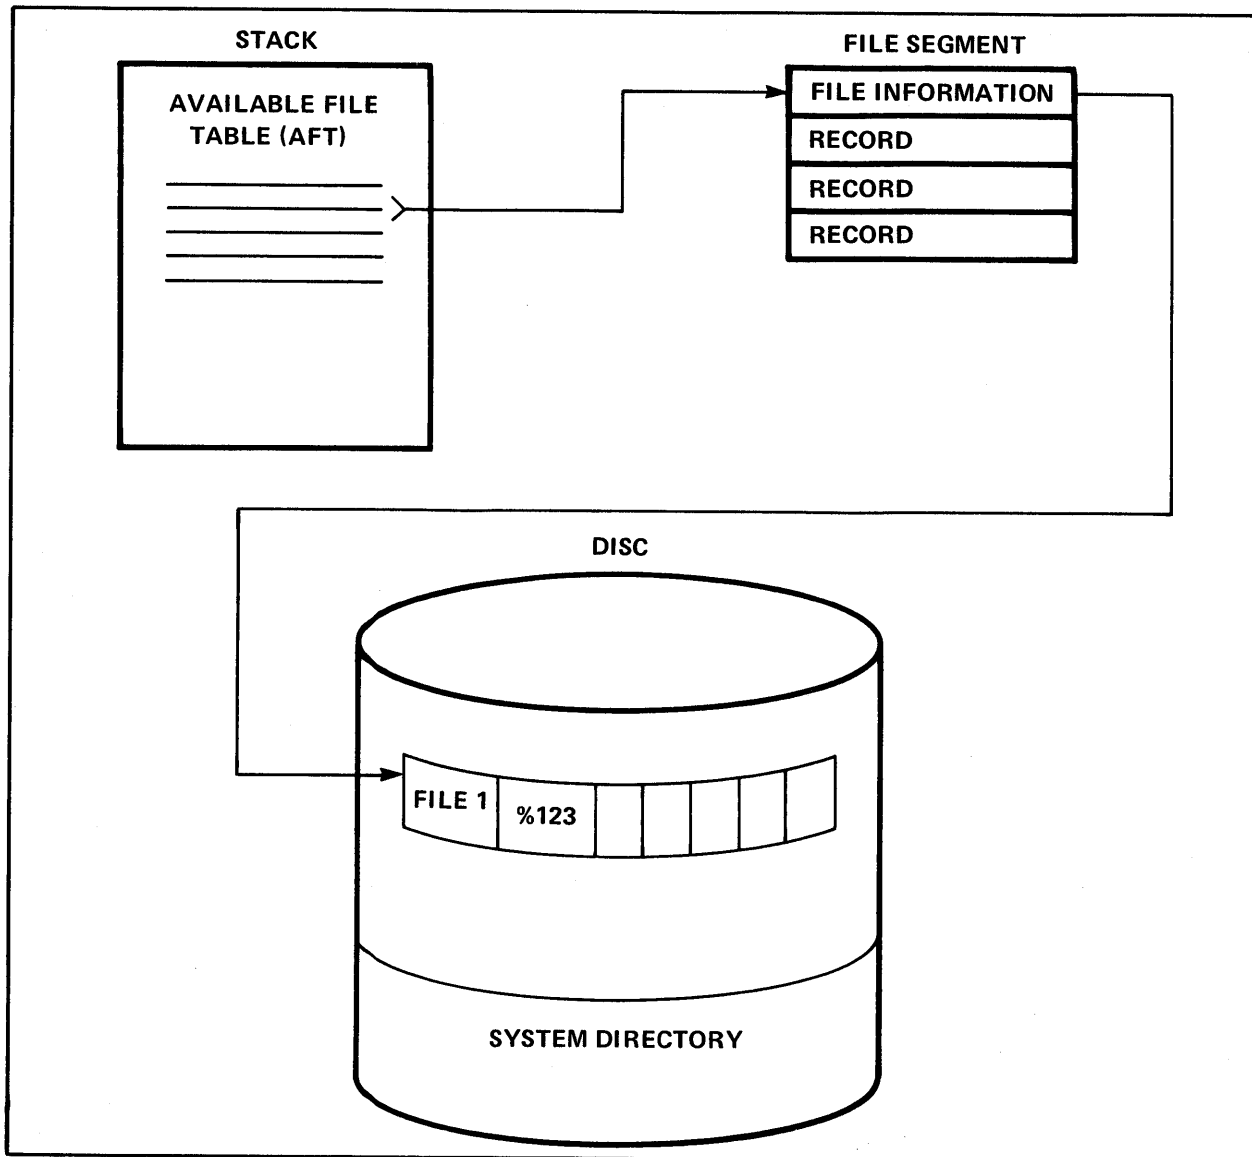 STACK
AVAILABLE FILE
TABLE (AFT)
FILE SEGMENT
FILE INFORMATION
RECORD
RECORD
RECORD
DISC
FILE 1
%123
SYSTEM DIRECTORY